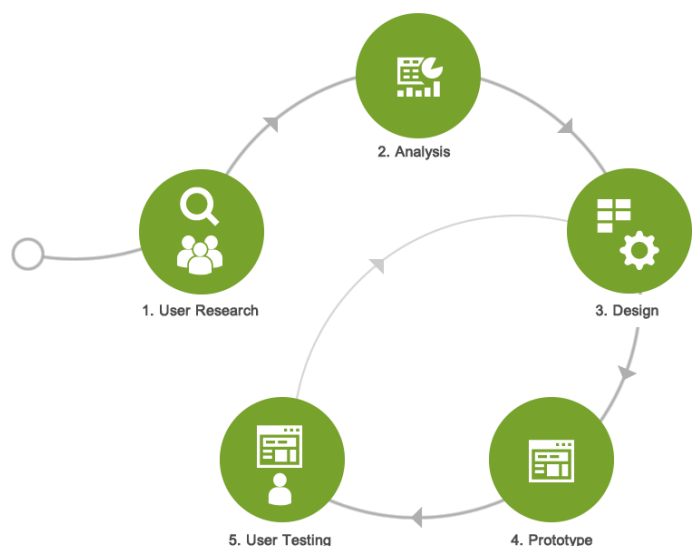 1. User Research
2. Analysis
3. Design
4. Prototype
5. User Testing